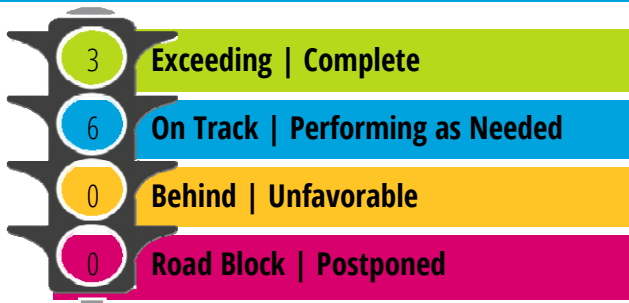 3 Exceeding | Complete
6 On Track | Performing as Needed
0 Behind | Unfavorable
0 Road Block | Postponed